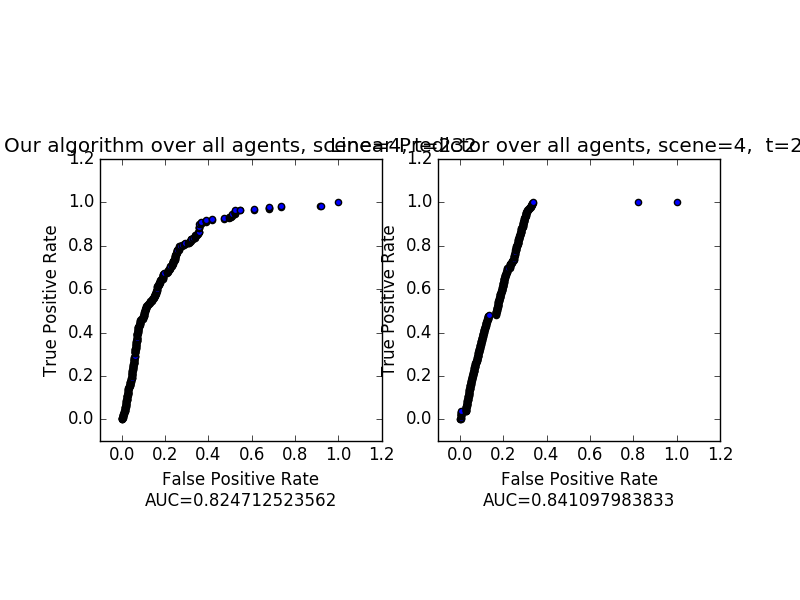 Our algorithm over all agents, scene=4, t=232
Linear Predictor over all agents, scene=4, t=2
1.2
1.0
0.8
0.6
0.4
0.2
0.0
True Positive Rate
0.0 0.2 0.4 0.6 0.8 1.0 1.2
False Positive Rate
AUC=0.824712523562
1.2
1.0
0.8
0.6
0.4
0.2
0.0
True Positive Rate
0.0 0.2 0.4 0.6 0.8 1.0 1.2
False Positive Rate
AUC=0.841097983833